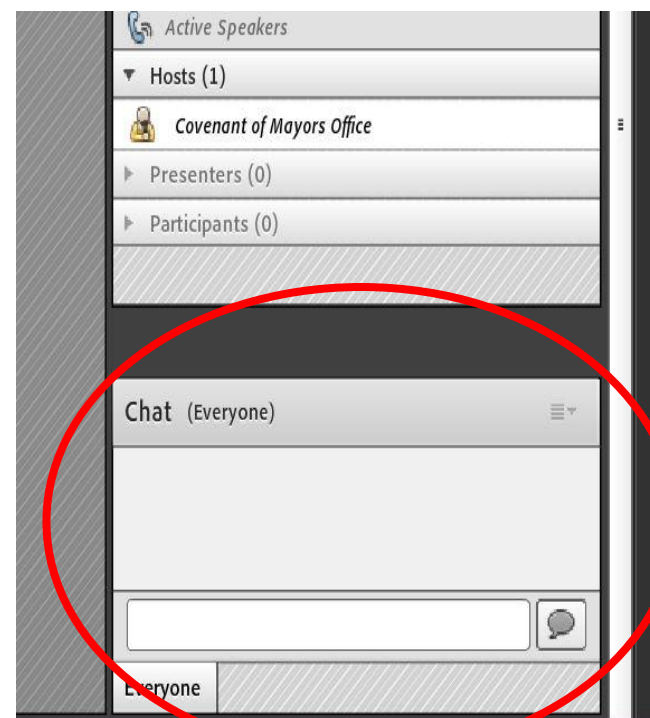 Active Speakers
Hosts (1)
Covenant of Mayors Office
Presenters (0)
Participants (0)
Chat (Everyone)
Everyone